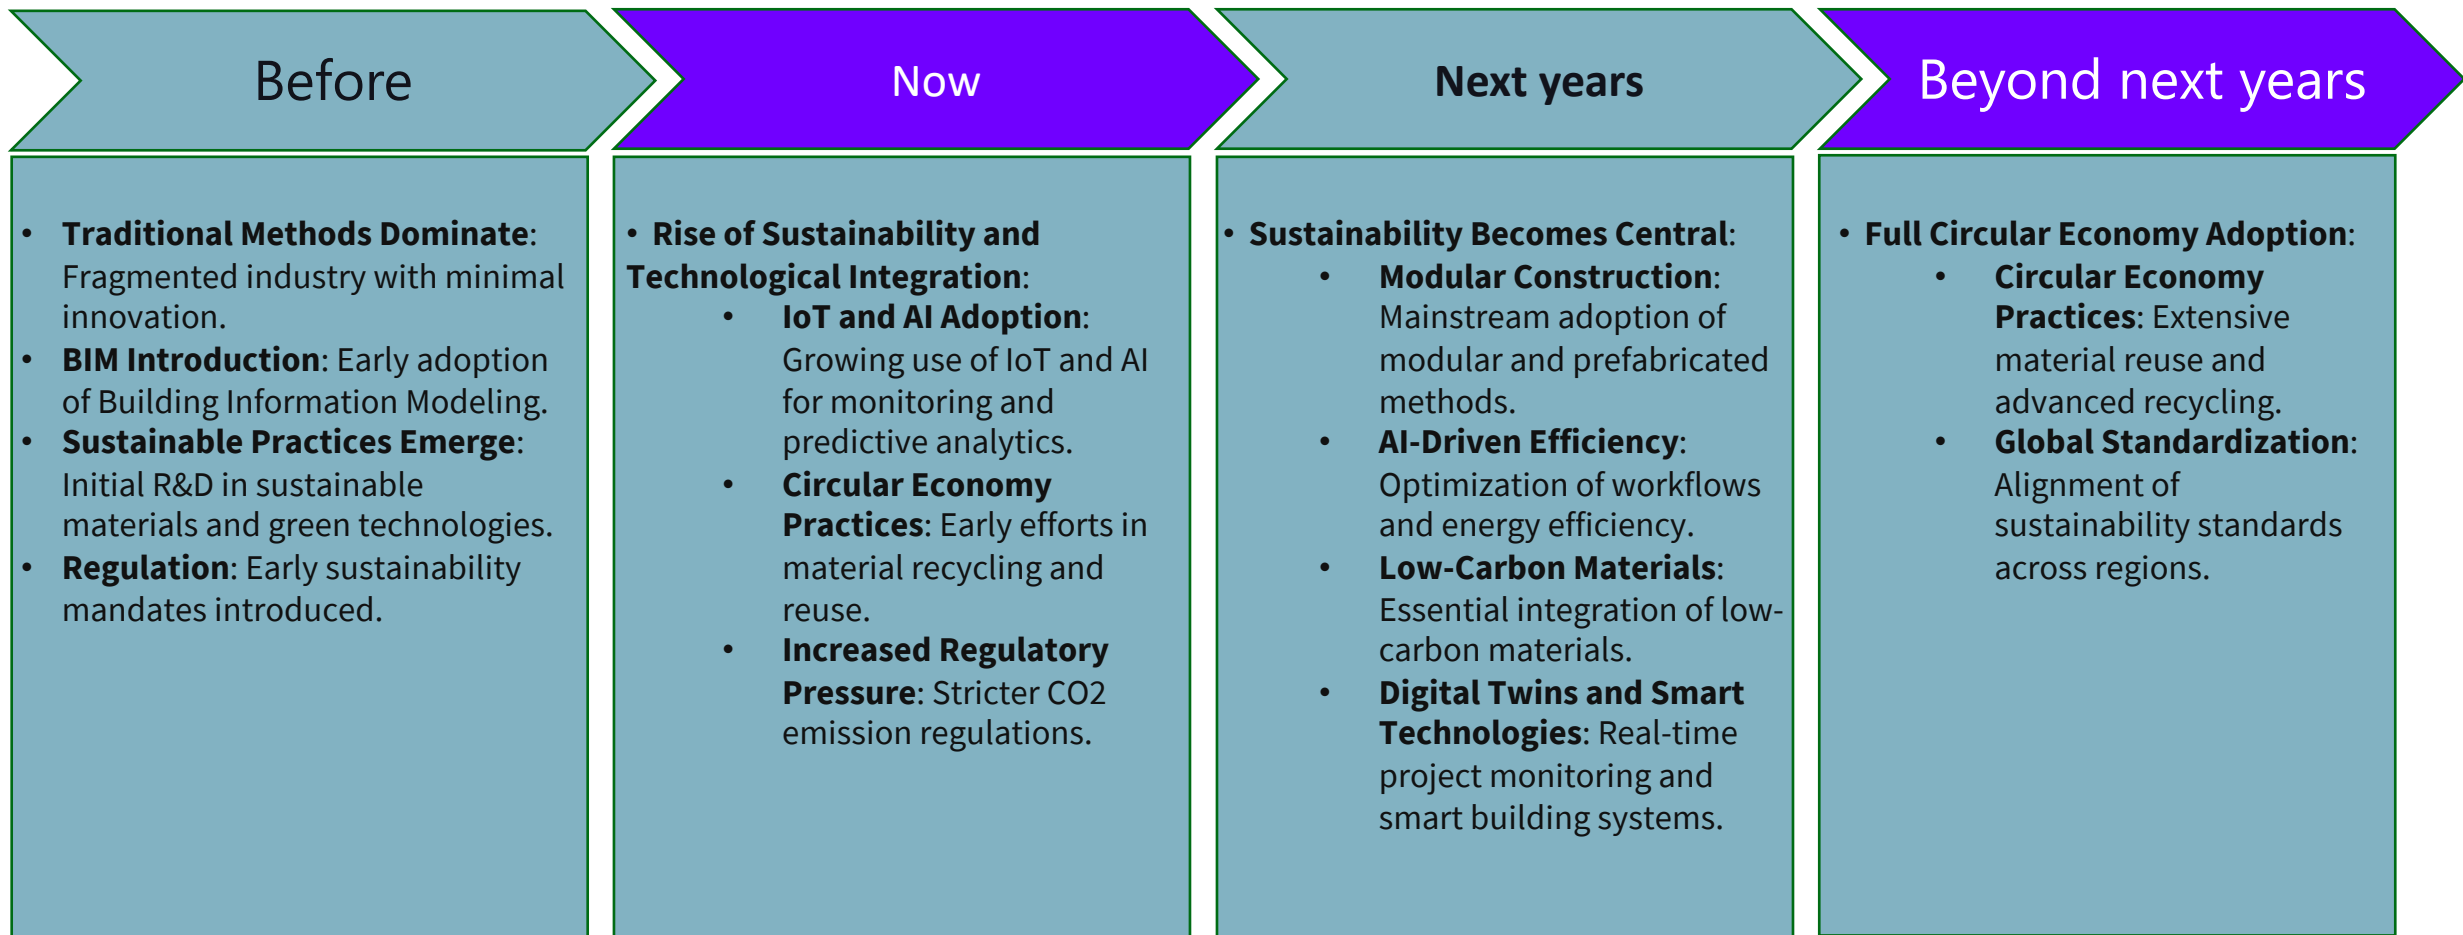 Before
Now
Next years
Beyond next years
• Traditional Methods Dominate:
Fragmented industry with minimal
innovation.
• BIM Introduction: Early adoption
of Building Information Modeling.
• Sustainable Practices Emerge:
Initial R&D in sustainable
materials and green technologies.
• Regulation: Early sustainability
mandates introduced.
• Rise of Sustainability and
Technological Integration:
• IoT and AI Adoption:
Growing use of IoT and AI
for monitoring and
predictive analytics.
• Circular Economy
Practices: Early efforts in
material recycling and
reuse.
• Increased Regulatory
Pressure: Stricter CO2
emission regulations.
• Sustainability Becomes Central:
• Modular Construction:
Mainstream adoption of
modular and prefabricated
methods.
• AI-Driven Efficiency:
Optimization of workflows
and energy efficiency.
• Low-Carbon Materials:
Essential integration of low-
carbon materials.
• Digital Twins and Smart
Technologies: Real-time
project monitoring and
smart building systems.
• Full Circular Economy Adoption:
• Circular Economy
Practices: Extensive
material reuse and
advanced recycling.
• Global Standardization:
Alignment of
sustainability standards
across regions.